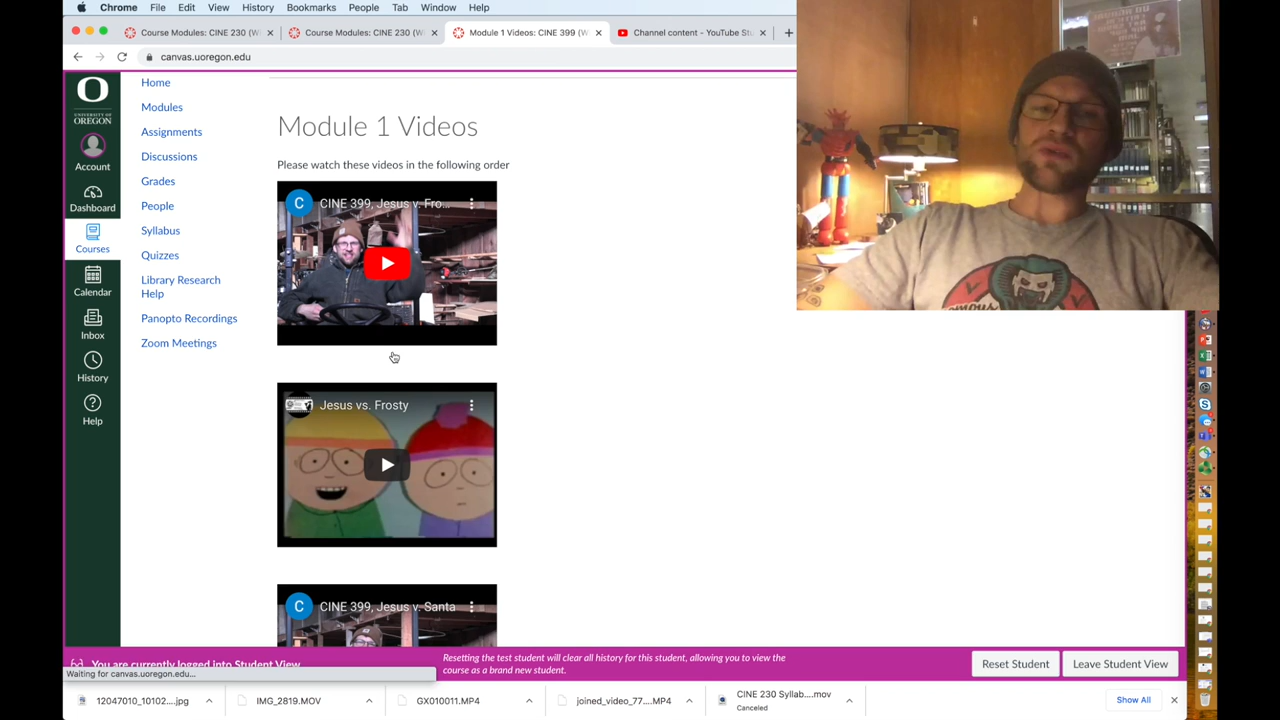 Chrome File Edit View History Bookmarks People Tab Window Help
Course Modules: CINE 230 (W
Course Modules: CINE 230 (W
Module 1 Videos: CINE 399 (W
Channel content - YouTube Stu
canvas.uoregon.edu
UNIVERSITY OF
OREGON
Account
Dashboard
Courses
Calendar
Inbox
History
Help
Home
Modules
Assignments
Discussions
Grades
People
Syllabus
Quizzes
Library Research
Help
Panopto Recordings
Zoom Meetings
Module 1 Videos
Please watch these videos in the following order
C CINE 399, Jesus v. Fro...
Jesus vs. Frosty
C CINE 399, Jesus v. Santa
You are currently logged into Student View
Resetting the test student will clear all history for this student, allowing you to view the
course as a brand new student.
Reset Student
Leave Student View
Waiting for canvas.uoregon.edu...
12047010_10102....jpg
IMG_2819.MOV
GX010011.MP4
joined_video_77....MP4
CINE 230 Syllab....mov
Canceled
Show All